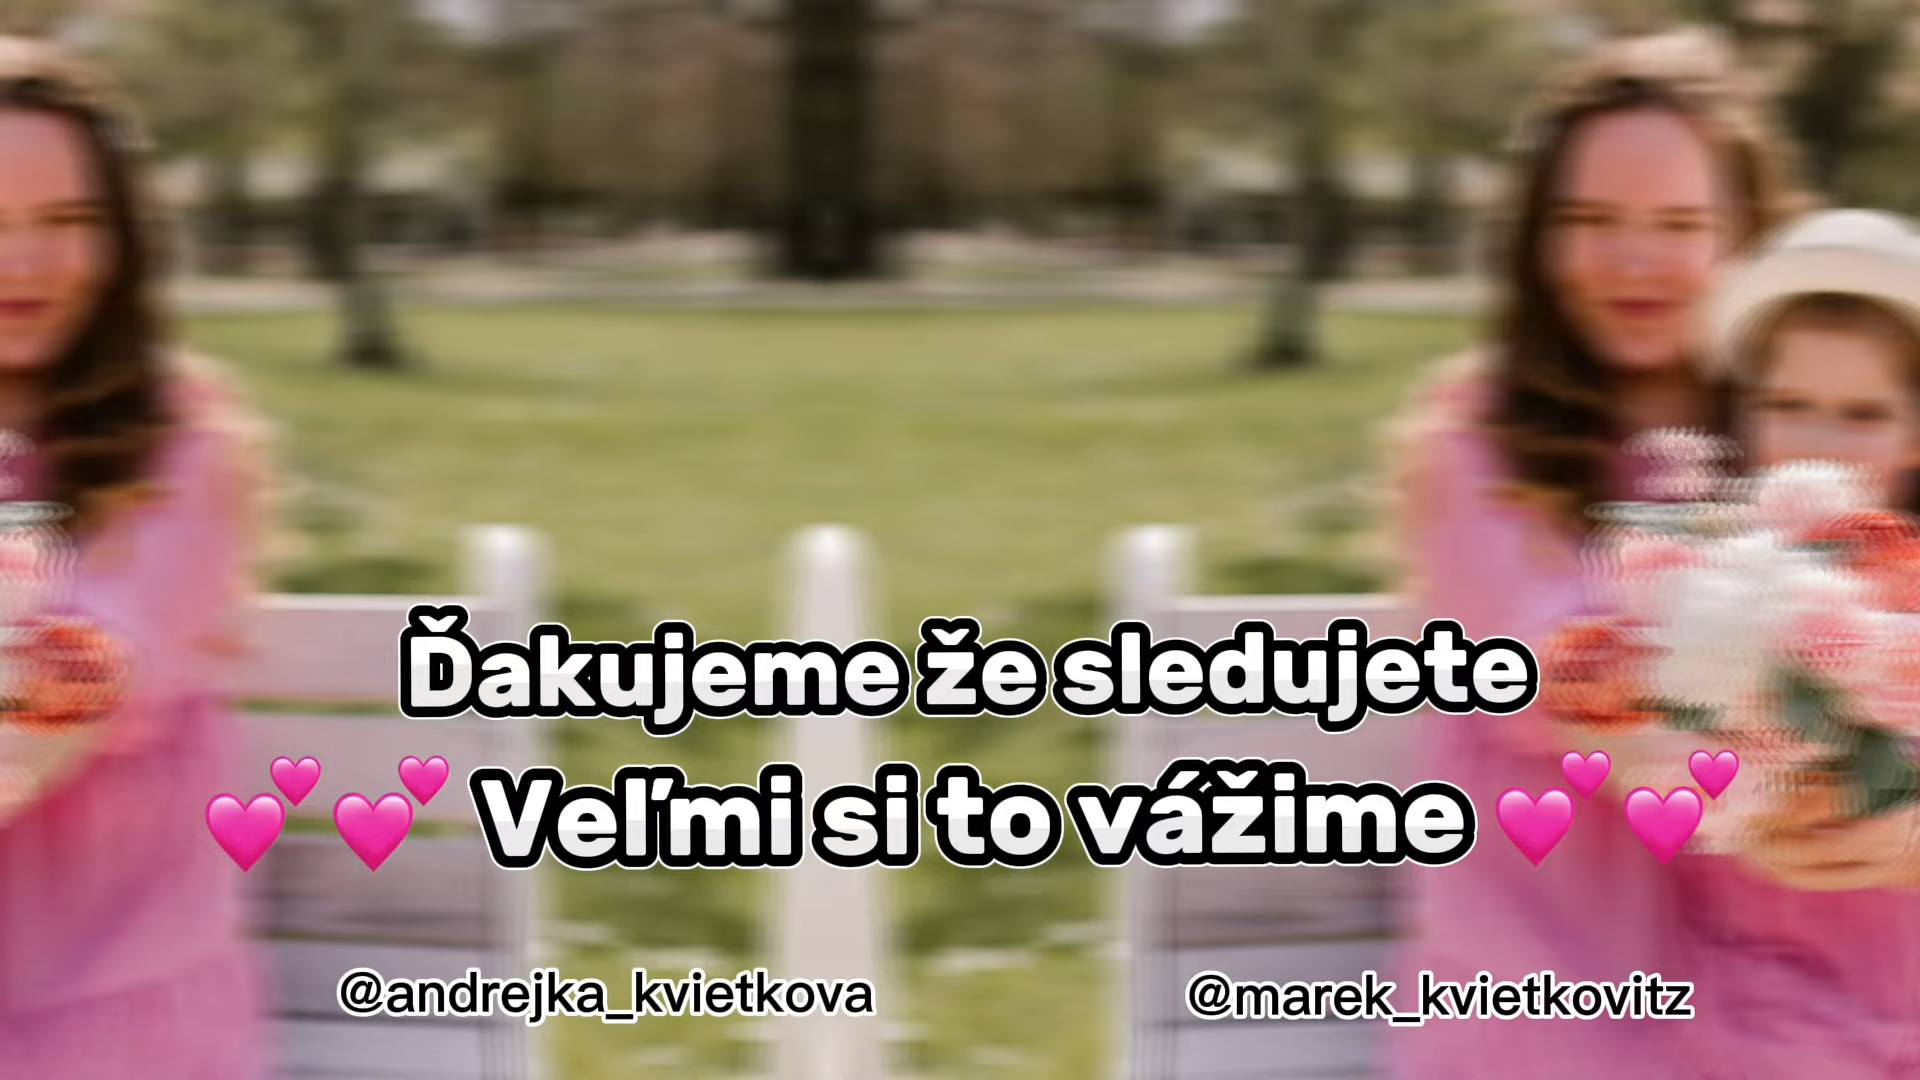 Ďakujeme že sledujete
💕💕 Veľmi si to vážime 💕💕
@andrejka_kvietkova @marek_kvietkovitz